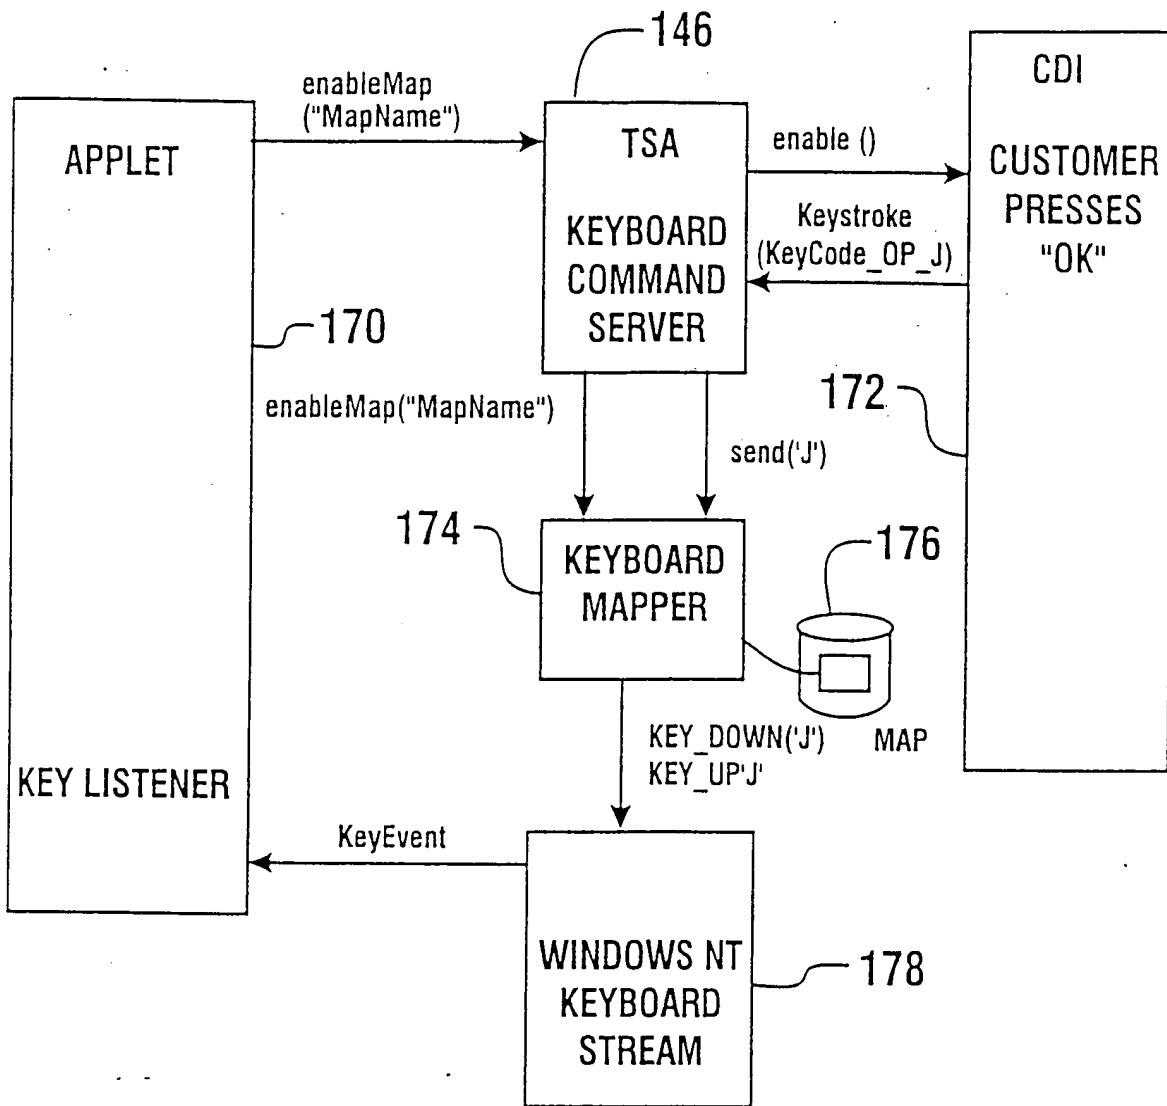 146
enableMap
("MapName")
APPLET
TSA
KEYBOARD
COMMAND
SERVER
enable ()
Keystroke
(KeyCode_OP_J)
CDI
CUSTOMER
PRESSES
"OK"
170
172
enableMap("MapName")
send('J')
174
KEYBOARD
MAPPER
176
MAP
KEY_DOWN('J')
KEY_UP'J'
KEY LISTENER
KeyEvent
WINDOWS NT
KEYBOARD
STREAM
178